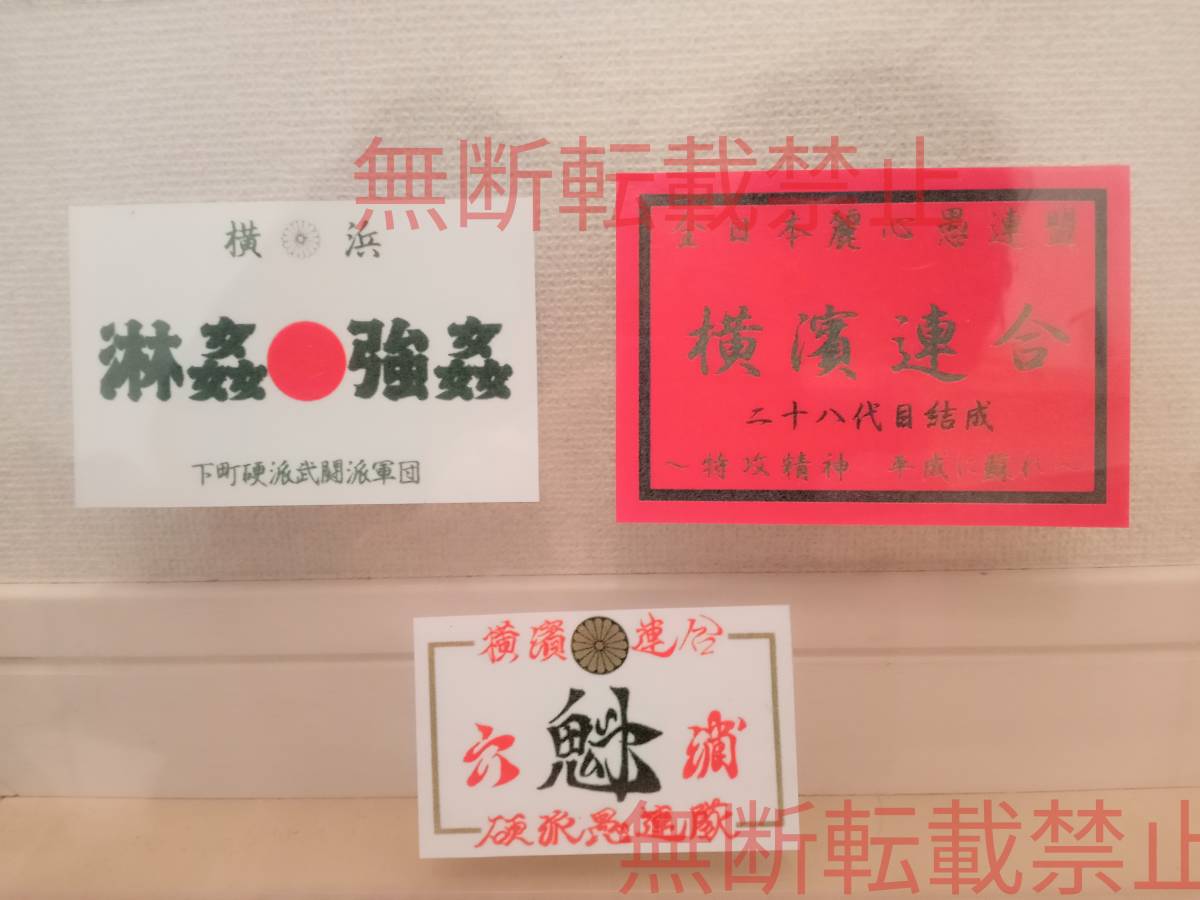 無断転載禁止
横 浜
淋姦 強姦
下町硬派武闘派軍団
全日本麗心愚連盟
横濱連合
二十八代目結成
～特攻精神 平成に蘇れ～
横濱 連合
六 魁 浦
硬派愚連隊
無断転載禁止